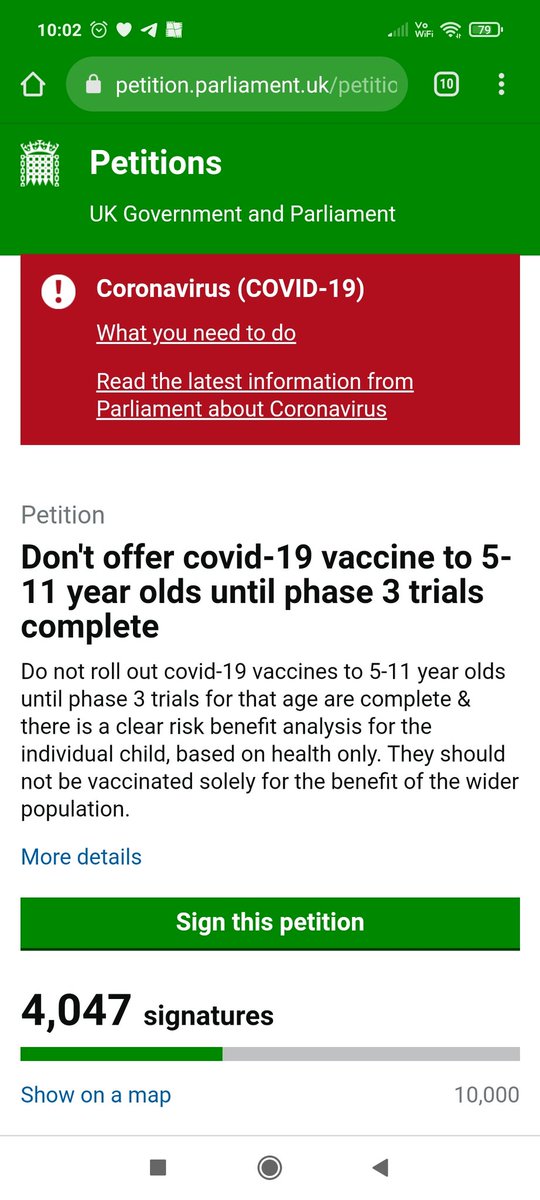 10:02
Vo
WiFi
79
petition.parliament.uk/petitic
10
Petitions
UK Government and Parliament
Coronavirus (COVID-19)
What you need to do
Read the latest information from
Parliament about Coronavirus
Petition
Don't offer covid-19 vaccine to 5-
11 year olds until phase 3 trials
complete
Do not roll out covid-19 vaccines to 5-11 year olds
until phase 3 trials for that age are complete &
there is a clear risk benefit analysis for the
individual child, based on health only. They should
not be vaccinated solely for the benefit of the wider
population.
More details
Sign this petition
4,047 signatures
Show on a map
10,000